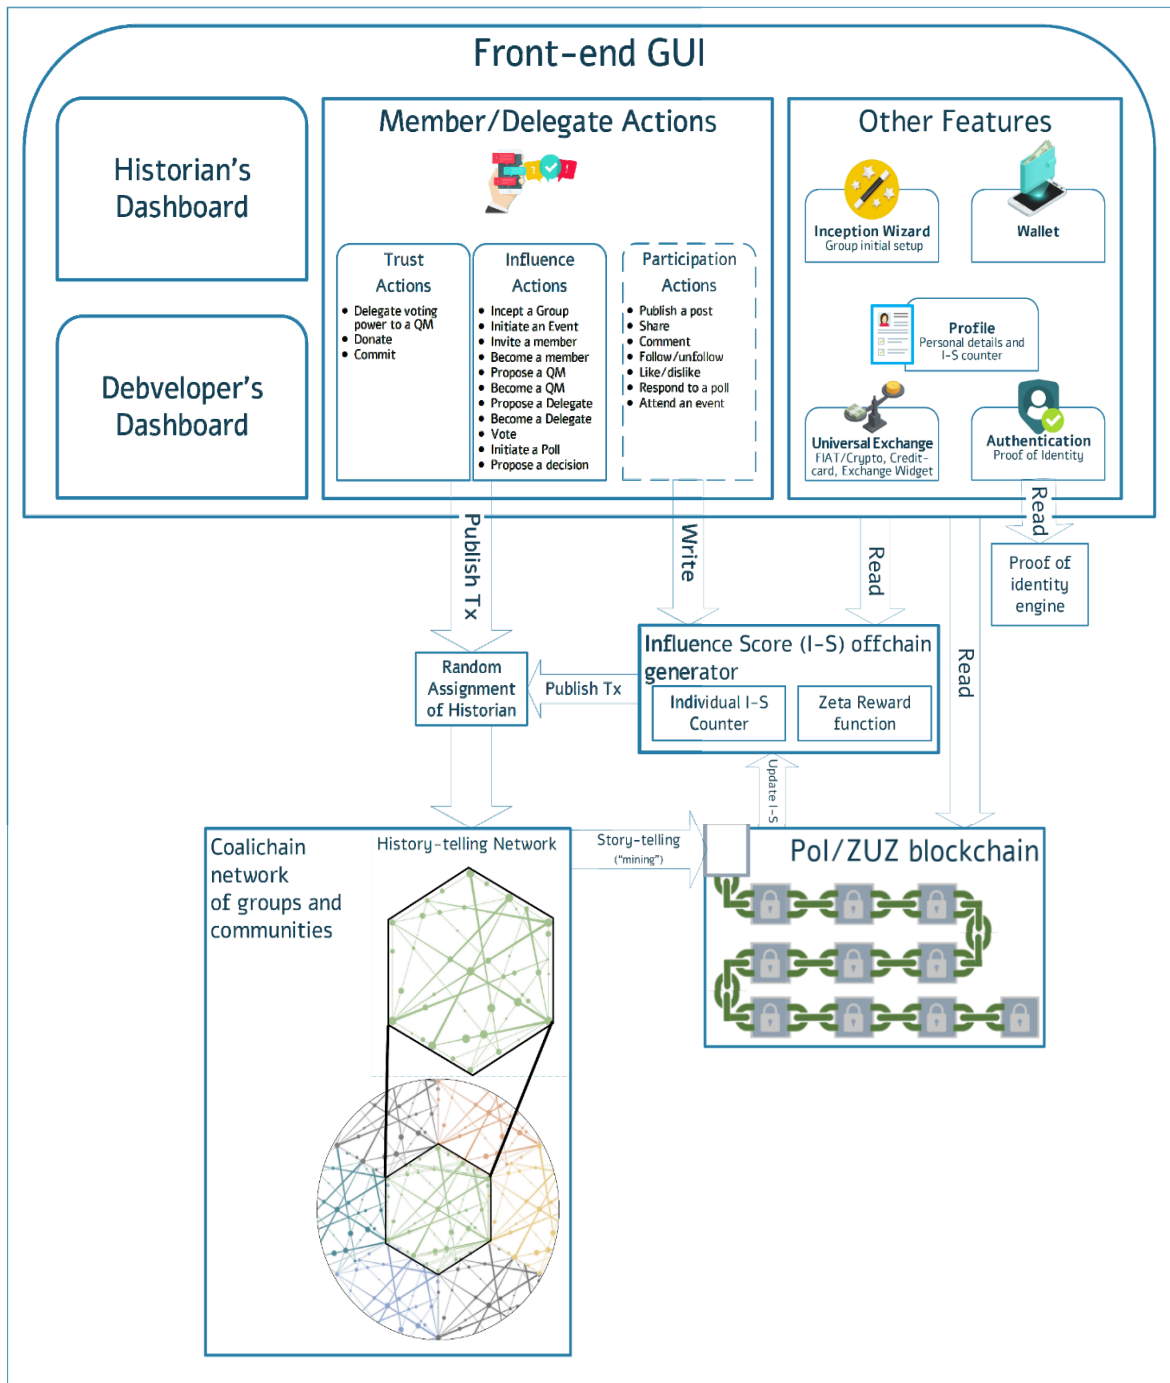 Front-end GUI
Historian's
Dashboard
Debveloper's
Dashboard
Member/Delegate Actions
Trust
Actions
• Delegate voting
power to a QM
• Donate
• Commit
Influence
Actions
• Incept a Group
• Initiate an Event
• Invite a member
• Become a member
• Propose a QM
• Become a QM
• Propose a Delegate
• Become a Delegate
• Vote
• Initiate a Poll
• Propose a decision
Participation
Actions
• Publish a post
• Share
• Comment
• Follow/unfollow
• Like/dislike
• Respond to a poll
• Attend an event
Other Features
Inception Wizard
Group initial setup
Wallet
Profile
Personal details and
I-S counter
Universal Exchange
FIAT/Crypto, Credit-
card, Exchange Widget
Authentication
Proof of Identity
Publish Tx
Write
Read
Read
Read
Proof of
identity
engine
Influence Score (I-S) offchain
generator
Individual I-S
Counter
Zeta Reward
function
Random
Assignment
of Historian
Publish Tx
Update I-S
Coalichain
network
of groups and
communities
History-telling Network
Story-telling
("mining")
PoI/ZUZ blockchain